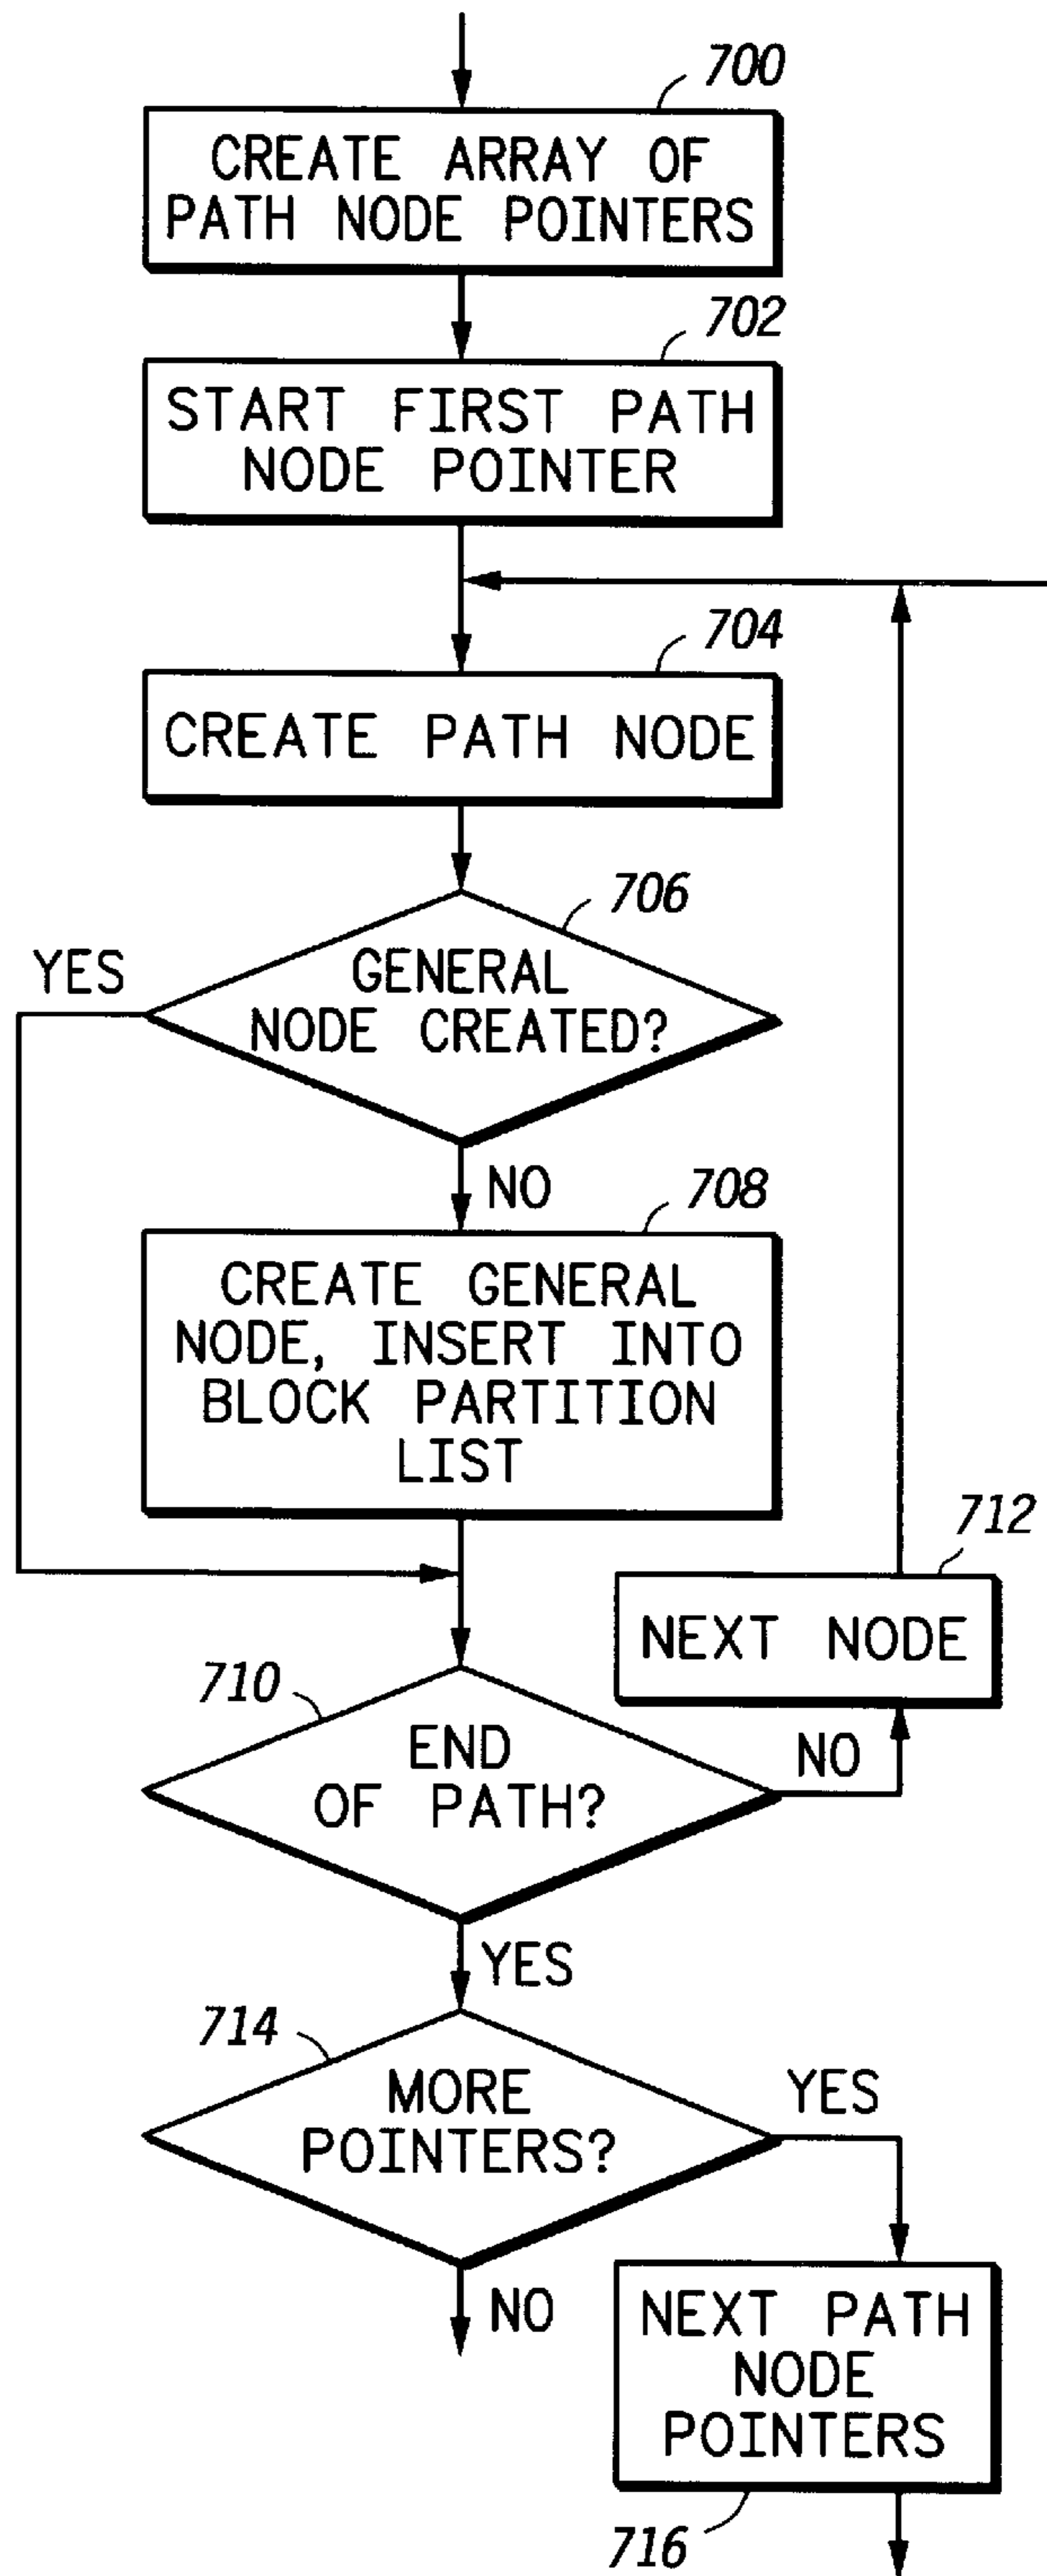 700
CREATE ARRAY OF
PATH NODE POINTERS
702
START FIRST PATH
NODE POINTER
704
CREATE PATH NODE
706
YES
GENERAL
NODE CREATED?
NO
708
CREATE GENERAL
NODE, INSERT INTO
BLOCK PARTITION
LIST
712
NEXT NODE
710
END
OF PATH?
NO
YES
714
MORE
POINTERS?
YES
NO
NEXT PATH
NODE
POINTERS
716